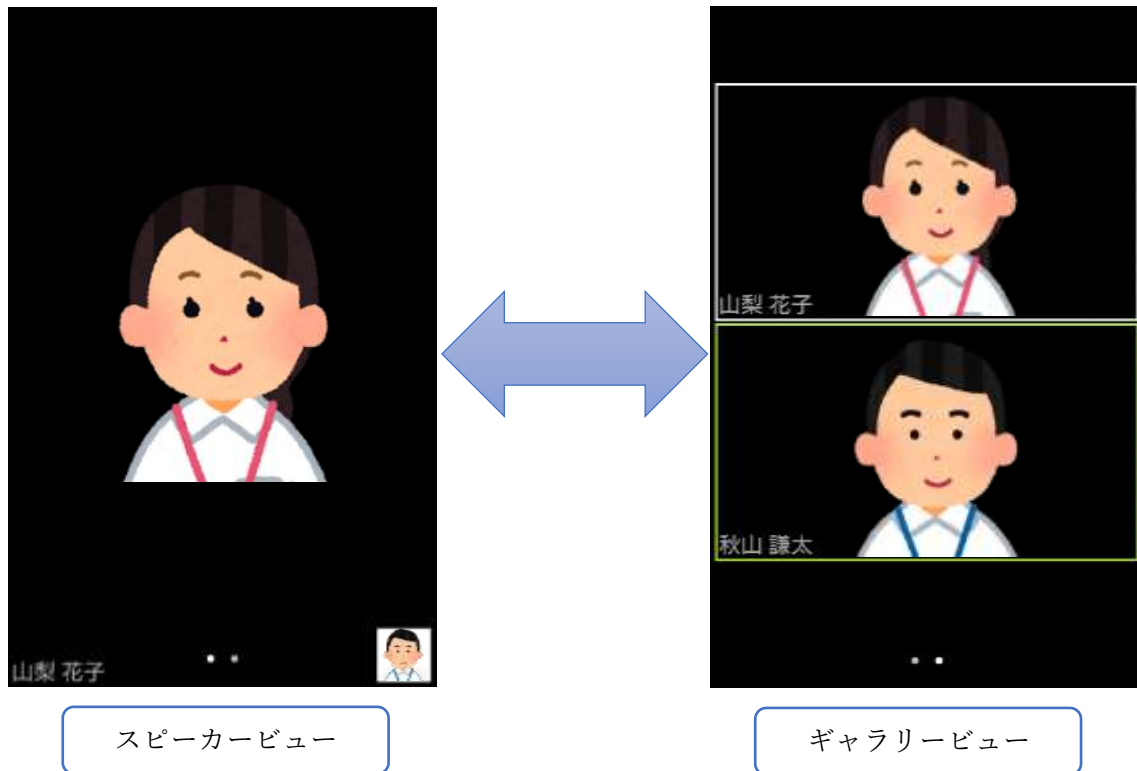 山梨 花子
スピーカービュー
山梨 花子
秋山 謙太
ギャラリービュー